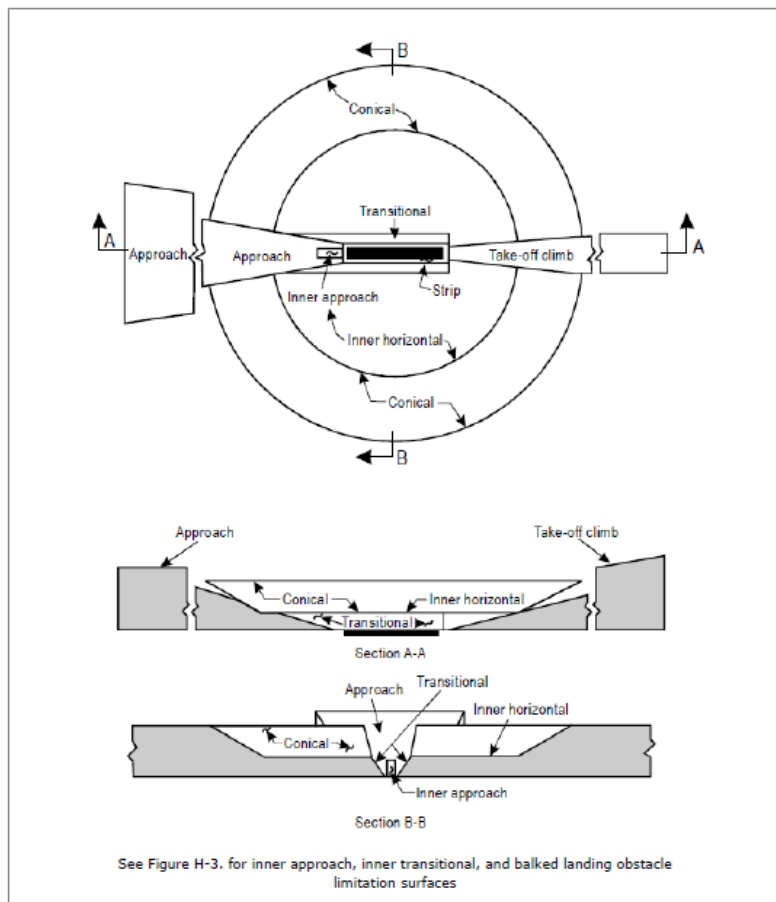 B
Conical
Transitional
A
Approach
Approach
Take-off climb
A
Inner approach
Strip
Inner horizontal
Conical
B
Approach
Take-off climb
Conical
Inner horizontal
Transitional
Section A-A
Transitional
Approach
Inner horizontal
Conical
Inner approach
Section B-B
See Figure H-3. for inner approach, inner transitional, and balked landing obstacle
limitation surfaces